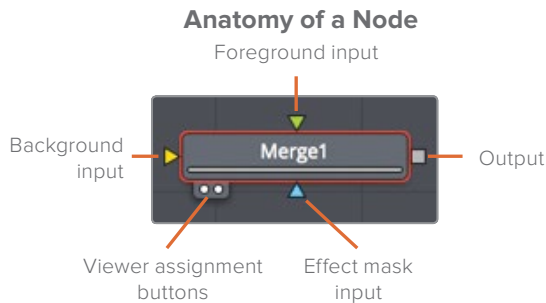 Anatomy of a Node
Foreground input
Background
input
Merge1
Output
Viewer assignment
buttons
Effect mask
input